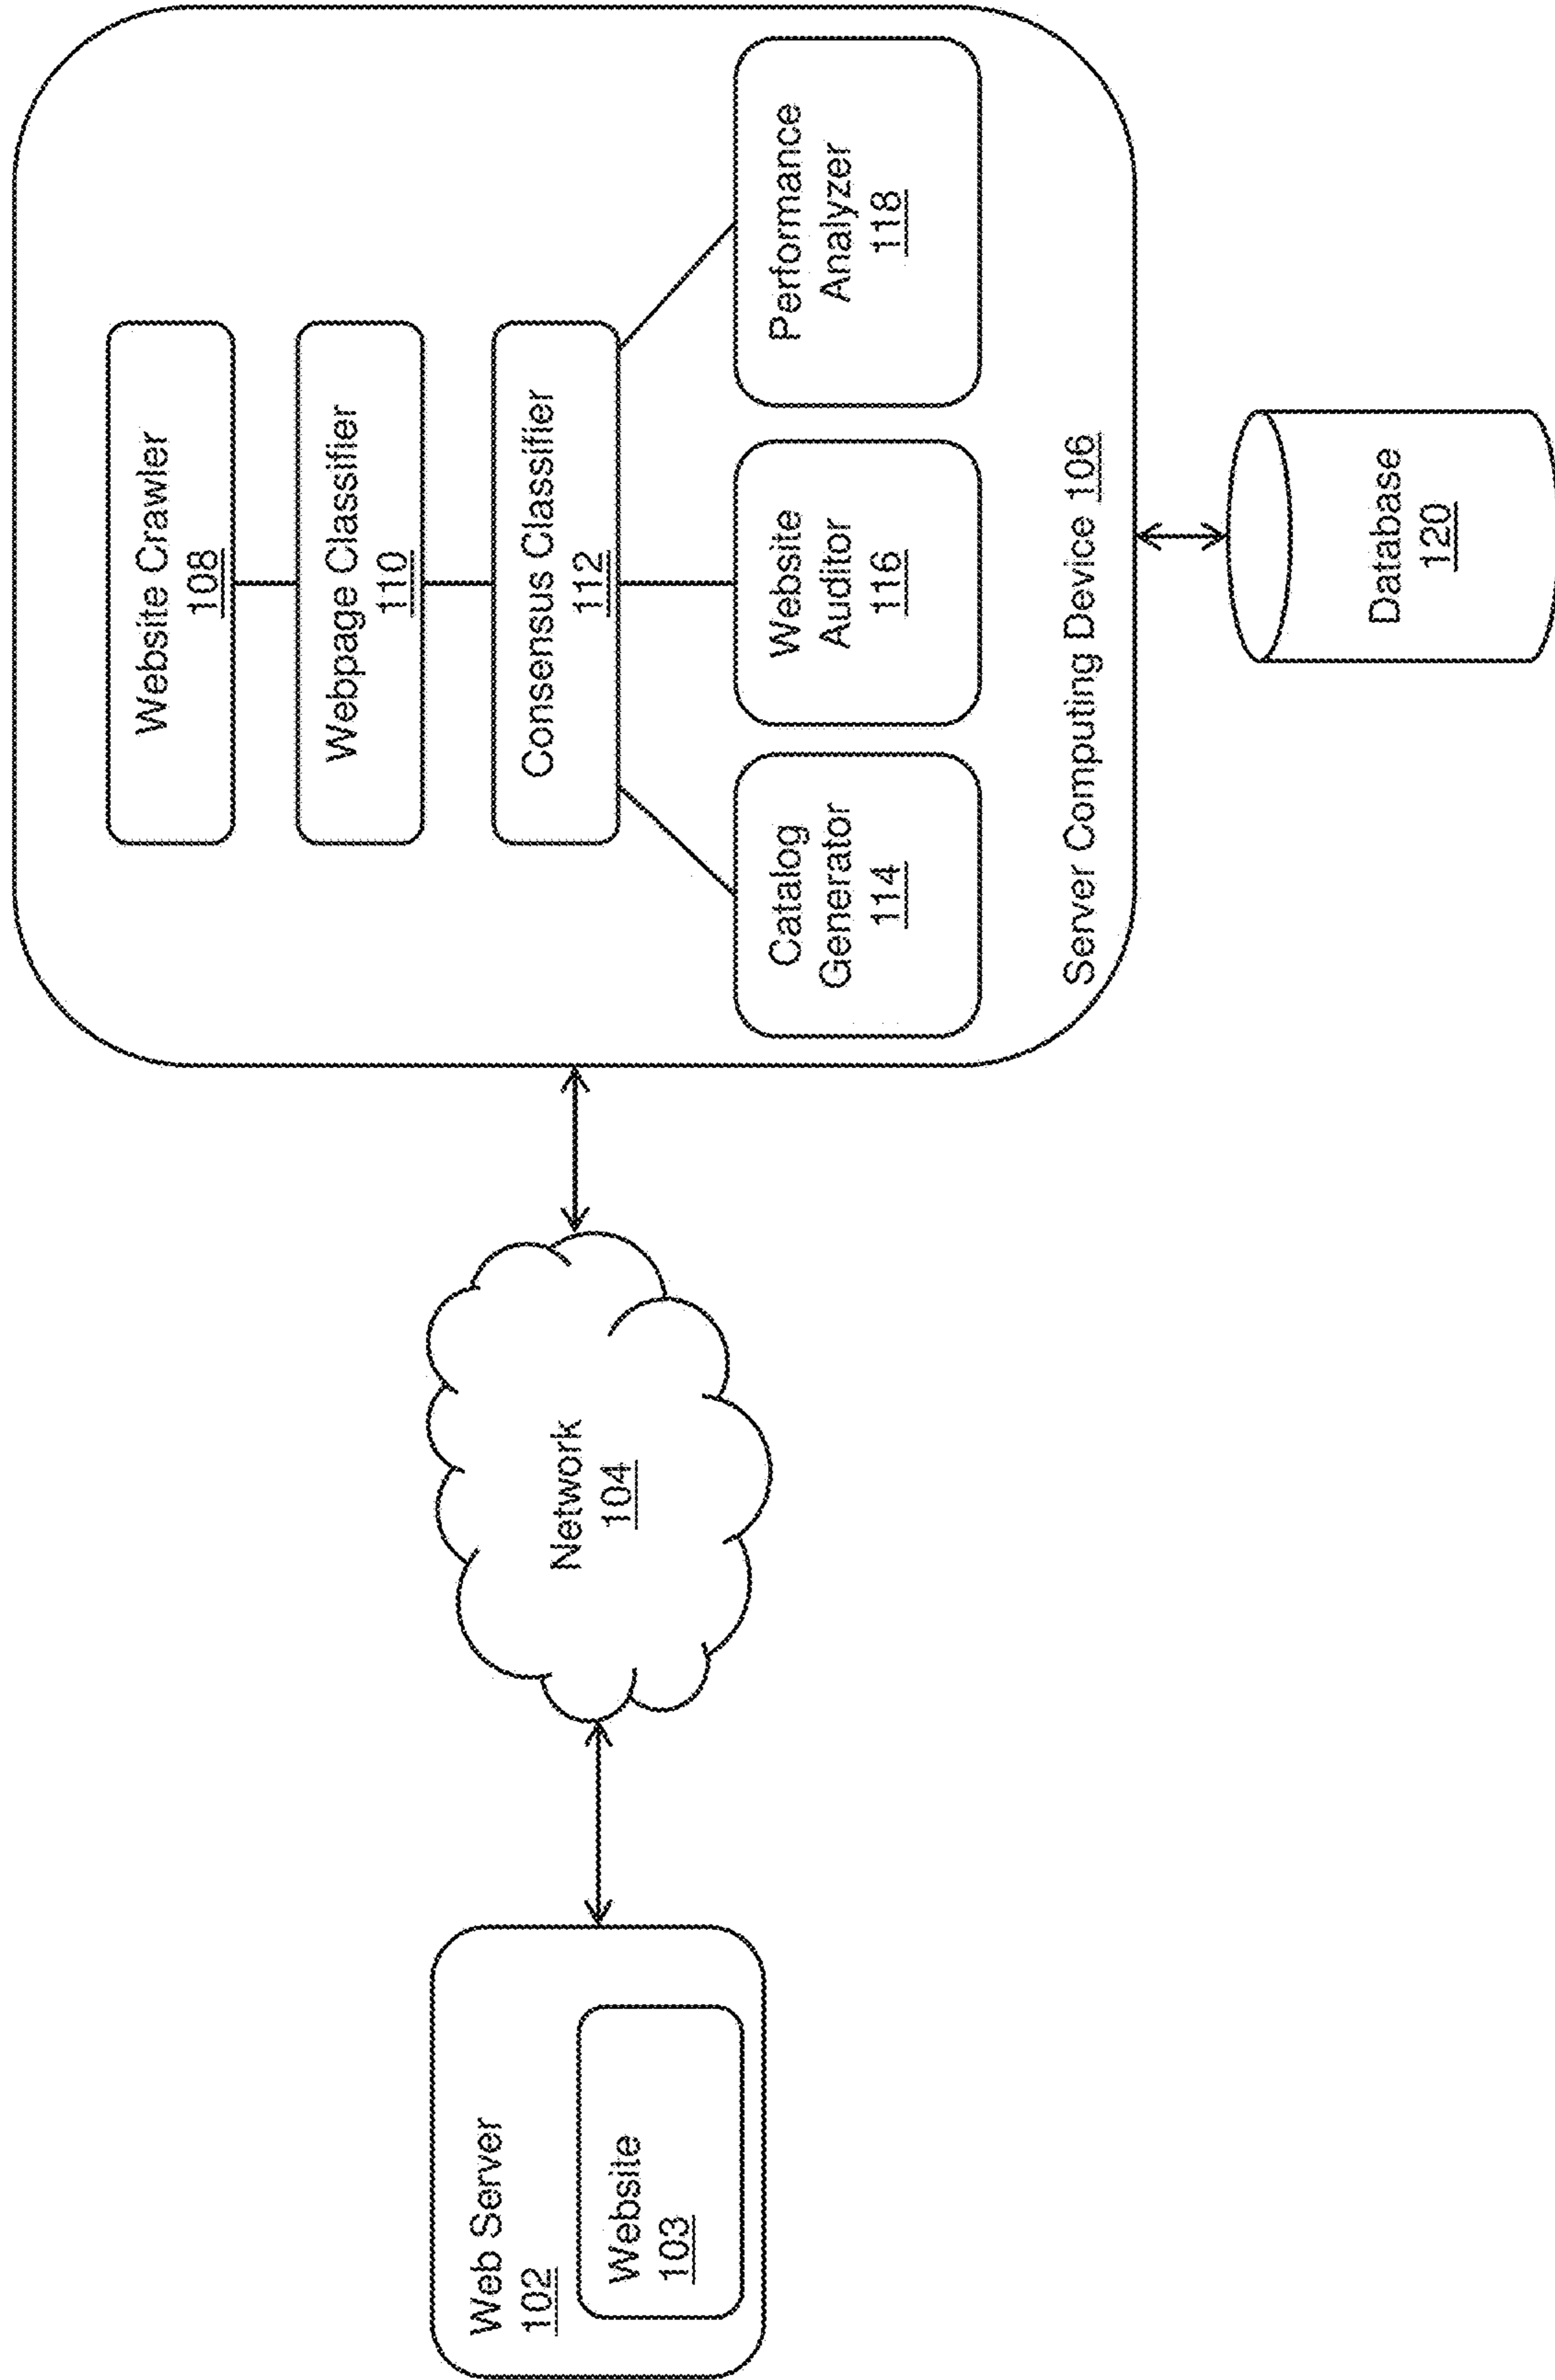 Web Server
102
Website
103
Network
104
Website Crawler
108
Webpage Classifier
110
Consensus Classifier
112
Catalog
Generator
114
Website
Auditor
116
Performance
Analyzer
118
Server Computing Device 106
Database
120